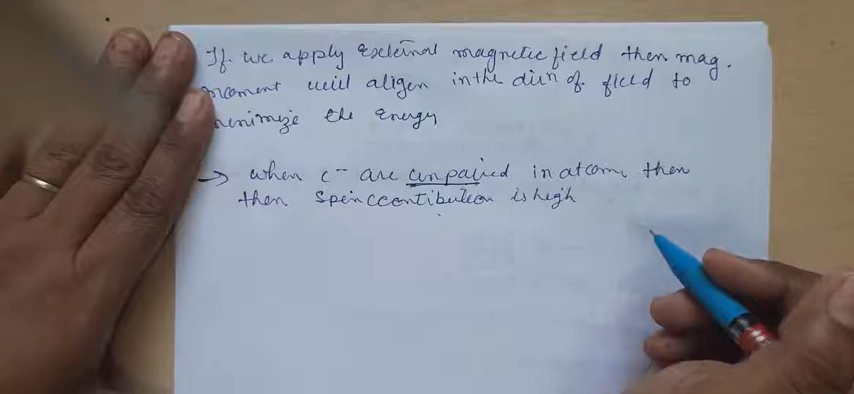 If we apply External magnetic field then mag.
moment will align in the dirn of field to
minimize the energy
→ when e- are unpaired in atom then
then spin contibution is high